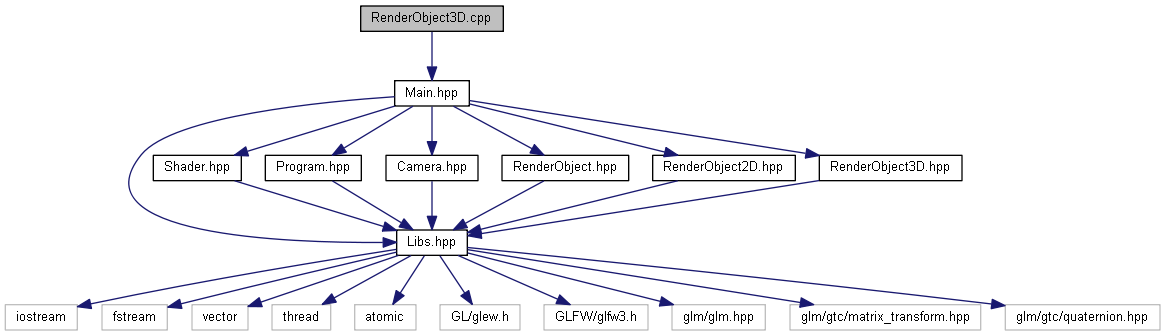 RenderObject3D.cpp
Main.hpp
Shader.hpp
Program.hpp
Camera.hpp
RenderObject.hpp
RenderObject2D.hpp
RenderObject3D.hpp
Libs.hpp
iostream
fstream
vector
thread
atomic
GL/glew.h
GLFW/glfw3.h
glm/glm.hpp
glm/gtc/matrix_transform.hpp
glm/gtc/quaternion.hpp